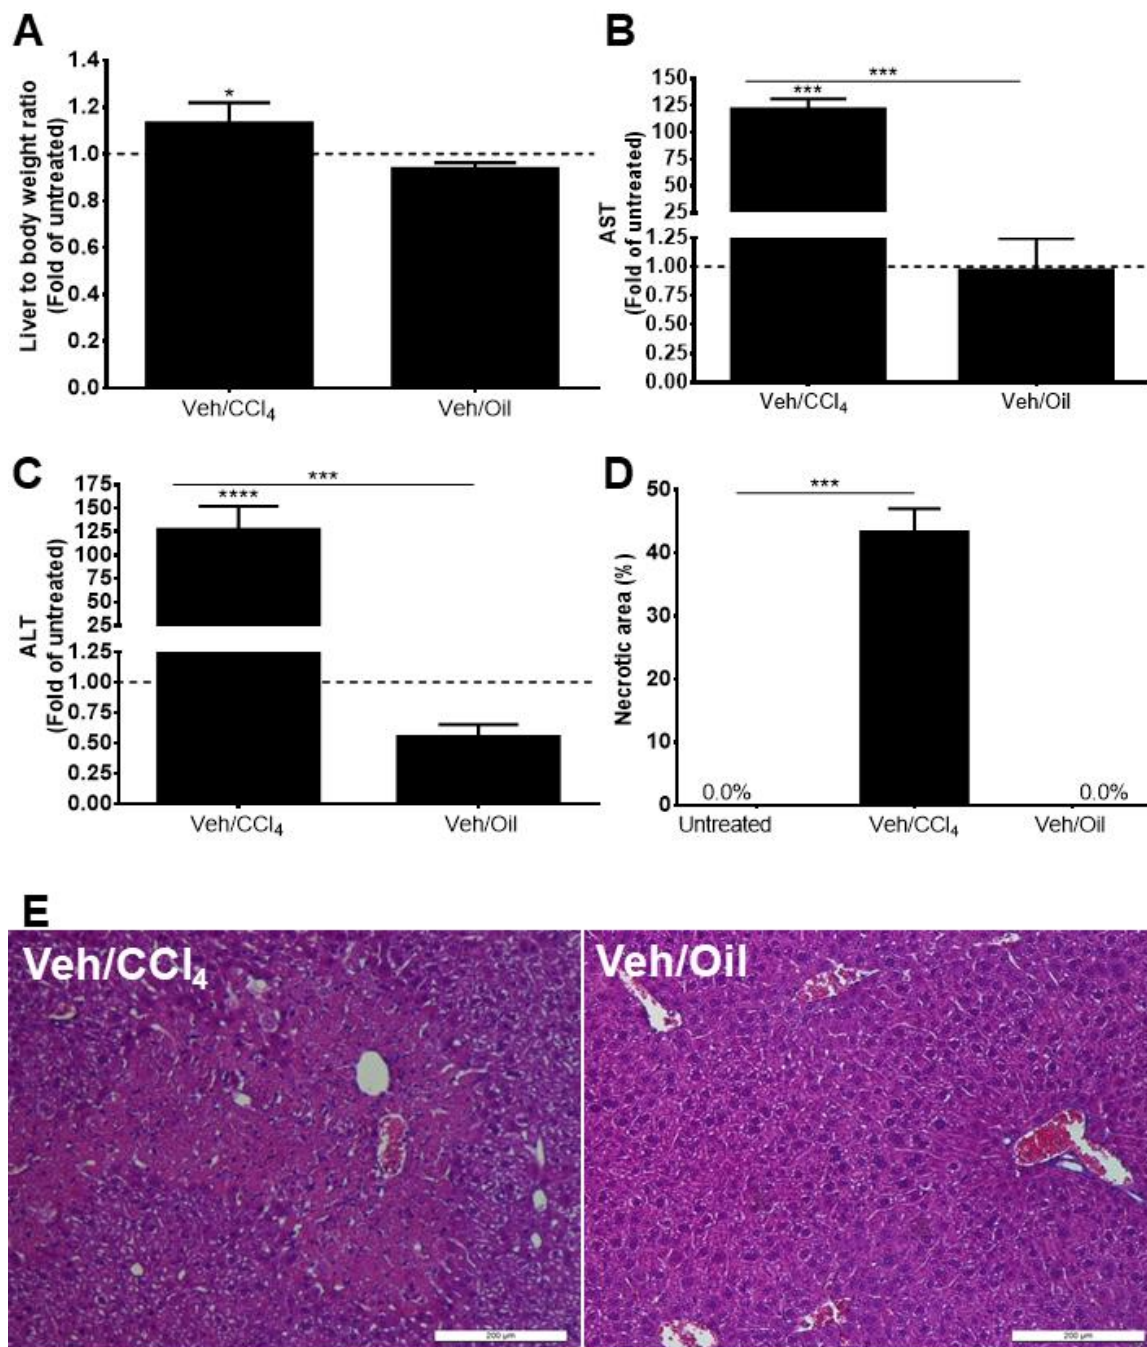 A
Liver to body weight ratio
(Fold of untreated)
1.4
1.2
1.0
0.8
0.6
0.4
0.2
0.0
*
Veh/CCl₄
Veh/Oil
B
AST
(Fold of untreated)
150
125
100
75
50
25
1.25
1.00
0.75
0.50
0.25
0.00
***
***
Veh/CCl₄
Veh/Oil
C
ALT
(Fold of untreated)
175
150
125
100
75
50
25
1.25
1.00
0.75
0.50
0.25
0.00
***
****
Veh/CCl₄
Veh/Oil
D
Necrotic area (%)
50
40
30
20
10
0
***
0.0%
0.0%
Untreated
Veh/CCl₄
Veh/Oil
E
Veh/CCl₄
200 µm
Veh/Oil
200 µm